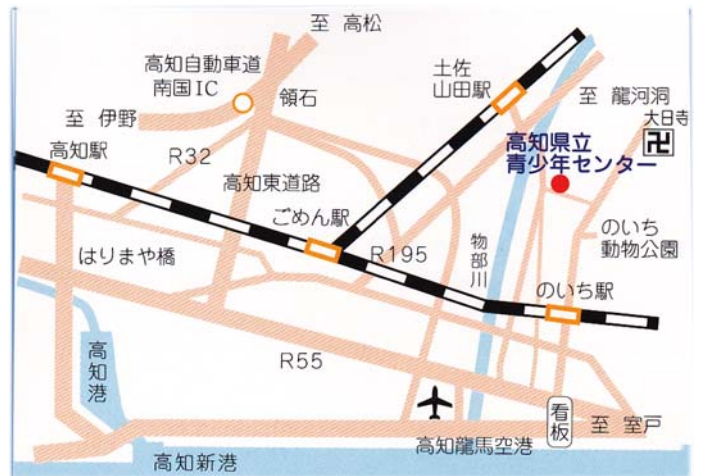 至 高松
高知自動車道
南国IC
領石
土佐
山田駅
至 龍河洞
大日寺
卍
至 伊野
高知駅
R32
高知県立
青少年センター
高知東道路
ごめん駅
はりまや橋
R195
物部川
のいち
動物公園
のいち駅
高知港
R55
看板
至 室戸
高知龍馬空港
高知新港